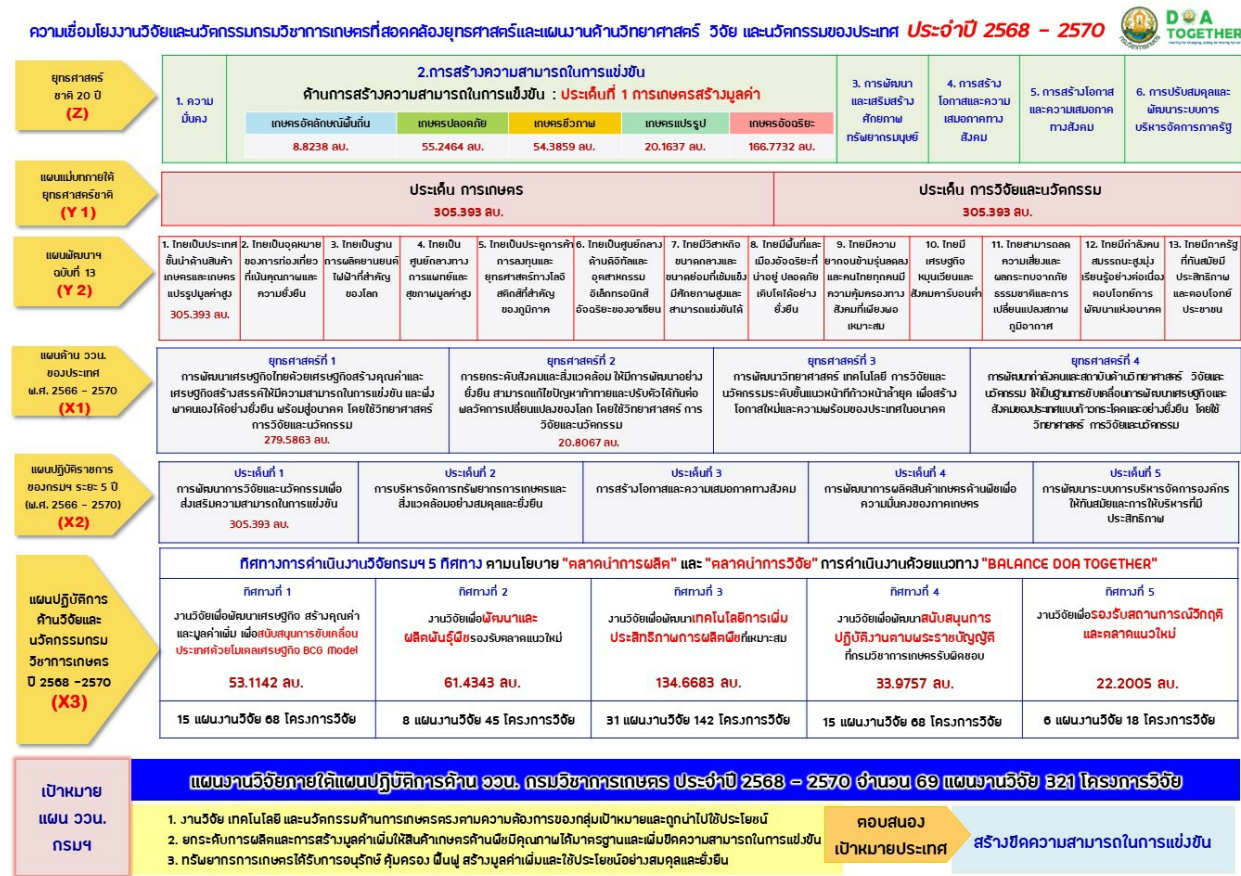 ความเชื่อมโยงงานวิจัยและนวัตกรรมกรมวิชาการเกษตรที่สอดคล้องยุทธศาสตร์และแผนงานด้านวิทยาศาสตร์ วิจัย และนวัตกรรมของประเทศ ประจำปี 2568 - 2570
DOA
TOGETHER
ยุทธศาสตร์
ชาติ 20 ปี
(Z)
1. ความ
มั่นคง
2.การสร้างความสามารถในการแข่งขัน
ด้านการสร้างความสามารถในการแข็งขัน : ประเด็นที่ 1 การเกษตรสร้างมูลค่า
เกษตรอัตลักษณ์พื้นถิ่น
เกษตรปลอดภัย
เกษตรชีวภาพ
เกษตรแปรรูป
เกษตรอัจฉริยะ
8.8238 ลบ.
55.2464 ลบ.
54.3859 ลบ.
20.1637 ลบ.
166.7732 ลบ.
3. การพัฒนา
และเสริมสร้าง
ศักยภาพ
ทรัพยากรมนุษย์
4. การสร้าง
โอกาสและความ
เสมอภาคทาง
สังคม
5. การสร้างโอกาส
และความเสมอภาค
ทางสังคม
6. การปรับสมดุลและ
พัฒนาระบบการ
บริหารจัดการภาครัฐ
แผนแม่บทภายใต้
ยุทธศาสตร์ชาติ
(Y 1)
ประเด็น การเกษตร
305.393 ลบ.
ประเด็น การวิจัยและนวัตกรรม
305.393 ลบ.
แผนพัฒนาฯ
ฉบับที่ 13
(Y 2)
1. ไทยเป็นประเทศ
ชั้นนำด้านสินค้า
เกษตรและเกษตร
แปรรูปมูลค่าสูง
305.393 ลบ.
2. ไทยเป็นจุดหมาย
ของการท่องเที่ยว
ที่เน้นคุณภาพและ
ความยั่งยืน
3. ไทยเป็นฐาน
การผลิตยานยนต์
ไฟฟ้าที่สำคัญ
ของโลก
4. ไทยเป็น
ศูนย์กลางทาง
การแพทย์และ
สุขภาพมูลค่าสูง
5. ไทยเป็นประตูการค้า
การลงทุนและ
ยุทธศาสตร์ทางโลจิ
สติกส์ที่สำคัญ
ของภูมิภาค
6. ไทยเป็นศูนย์กลาง
ด้านดิจิทัลและ
อุตสาหกรรม
อิเล็กทรอนิกส์
อัจฉริยะของอาเซียน
7. ไทยมีวิสาหกิจ
ขนาดกลางและ
ขนาดย่อมที่เข้มแข็ง
มีศักยภาพสูงและ
สามารถแข่งขันได้
8. ไทยมีพื้นที่และ
เมืองอัจฉริยะที่
น่าอยู่ ปลอดภัย
เติบโตได้อย่าง
ยั่งยืน
9. ไทยมีความ
ยากจนข้ามรุ่นลดลง
และคนไทยทุกคนมี
ความคุ้มครองทาง
สังคมที่เพียงพอ
เหมาะสม
10. ไทยมี
เศรษฐกิจ
หมุนเวียนและ
สังคมคาร์บอนต่ำ
11. ไทยสามารถลด
ความเสี่ยงและ
ผลกระทบจากภัย
ธรรมชาติและการ
เปลี่ยนแปลงสภาพ
ภูมิอากาศ
12. ไทยมีกำลังคน
สมรรถนะสูงมุ่ง
เรียนรู้อย่างต่อเนื่อง
ตอบโจทย์การ
พัฒนาแห่งอนาคต
13. ไทยมีภาครัฐ
ที่ทันสมัยมี
ประสิทธิภาพ
และตอบโจทย์
ประชาชน
แผนด้าน ววน.
ของประเทศ
พ.ศ. 2566 - 2570
(X1)
ยุทธศาสตร์ที่ 1
การพัฒนาเศรษฐกิจไทยด้วยเศรษฐกิจสร้างคุณค่าและ
เศรษฐกิจสร้างสรรค์ให้มีความสามารถในการแข่งขัน และพึ่ง
พาตนเองได้อย่างยั่งยืน พร้อมสู่อนาคต โดยใช้วิทยาศาสตร์
การวิจัยและนวัตกรรม
279.5863 ลบ.
ยุทธศาสตร์ที่ 2
การยกระดับสังคมและสิ่งแวดล้อม ให้มีการพัฒนาอย่าง
ยั่งยืน สามารถแก้ไขปัญหาท้าทายและปรับตัวได้ทันต่อ
พลวัตการเปลี่ยนแปลงของโลก โดยใช้วิทยาศาสตร์ การ
วิจัยและนวัตกรรม
20.8067 ลบ.
ยุทธศาสตร์ที่ 3
การพัฒนาวิทยาศาสตร์ เทคโนโลยี การวิจัยและ
นวัตกรรมระดับขั้นแนวหน้าที่ก้าวหน้าล้ำยุค เพื่อสร้าง
โอกาสใหม่และความพร้อมของประเทศในอนาคต
ยุทธศาสตร์ที่ 4
การพัฒนากำลังคนและสถาบันด้านวิทยาศาสตร์ วิจัยและ
นวัตกรรม ให้เป็นฐานการขับเคลื่อนการพัฒนาเศรษฐกิจและ
สังคมของประเทศแบบก้าวกระโดดและอย่างยั่งยืน โดยใช้
วิทยาศาสตร์ การวิจัยและนวัตกรรม
แผนปฏิบัติราชการ
ของกรมฯ ระยะ 5 ปี
(พ.ศ. 2566 - 2570)
(X2)
ประเด็นที่ 1
การพัฒนาการวิจัยและนวัตกรรมเพื่อ
ส่งเสริมความสามารถในการแข่งขัน
305.393 ลบ.
ประเด็นที่ 2
การบริหารจัดการทรัพยากรการเกษตรและ
สิ่งแวดล้อมอย่างสมดุลและยั่งยืน
ประเด็นที่ 3
การสร้างโอกาสและความเสมอภาคทางสังคม
ประเด็นที่ 4
การพัฒนาการผลิตสินค้าเกษตรด้านพืชเพื่อ
ความมั่นคงของภาคเกษตร
ประเด็นที่ 5
การพัฒนาระบบการบริหารจัดการองค์กร
ให้ทันสมัยและการให้บริการที่มี
ประสิทธิภาพ
แผนปฏิบัติการ
ด้านวิจัยและ
นวัตกรรมกรม
วิชาการเกษตร
ปี 2568 -2570
(X3)
ทิศทางการดำเนินงานวิจัยกรมฯ 5 ทิศทาง ตามนโยบาย "ตลาดนำการผลิต" และ "ตลาดนำการวิจัย" การดำเนินงานด้วยแนวทาง "BALANCE DOA TOGETHER"
ทิศทางที่ 1
งานวิจัยเพื่อพัฒนาเศรษฐกิจ สร้างคุณค่า
และมูลค่าเพิ่ม เพื่อสนับสนุนการขับเคลื่อน
ประเทศด้วยโมเดลเศรษฐกิจ BCG Model
53.1142 ลบ.
15 แผนงานวิจัย 68 โครงการวิจัย
ทิศทางที่ 2
งานวิจัยเพื่อพัฒนาและ
ผลิตพันธุ์พืชรองรับตลาดแนวใหม่
61.4343 ลบ.
8 แผนงานวิจัย 45 โครงการวิจัย
ทิศทางที่ 3
งานวิจัยเพื่อพัฒนาเทคโนโลยีการเพิ่ม
ประสิทธิภาพการผลิตพืชที่เหมาะสม
134.6683 ลบ.
31 แผนงานวิจัย 142 โครงการวิจัย
ทิศทางที่ 4
งานวิจัยเพื่อพัฒนาสนับสนุนการ
ปฏิบัติงานตามพระราชบัญญัติ
ที่กรมวิชาการเกษตรรับผิดชอบ
33.9757 ลบ.
15 แผนงานวิจัย 68 โครงการวิจัย
ทิศทางที่ 5
งานวิจัยเพื่อรองรับสถานการณ์วิกฤติ
และตลาดแนวใหม่
22.2005 ลบ.
6 แผนงานวิจัย 18 โครงการวิจัย
เป้าหมาย
แผน ววน.
กรมฯ
แผนงานวิจัยภายใต้แผนปฏิบัติการด้าน ววน. กรมวิชาการเกษตร ประจำปี 2568 - 2570 จำนวน 69 แผนงานวิจัย 321 โครงการวิจัย
1. งานวิจัย เทคโนโลยี และนวัตกรรมด้านการเกษตรตรงตามความต้องการของกลุ่มเป้าหมายและถูกนำไปใช้ประโยชน์
2. ยกระดับการผลิตและการสร้างมูลค่าเพิ่มให้สินค้าเกษตรด้านพืชมีคุณภาพได้มาตรฐานและเพิ่มขีดความสามารถในการแข่งขัน
3. ทรัพยากรการเกษตรได้รับการอนุรักษ์ คุ้มครอง ฟื้นฟู สร้างมูลค่าเพิ่มและใช้ประโยชน์อย่างสมดุลและยั่งยืน
ตอบสนอง
เป้าหมายประเทศ
สร้างขีดความสามารถในการแข่งขัน